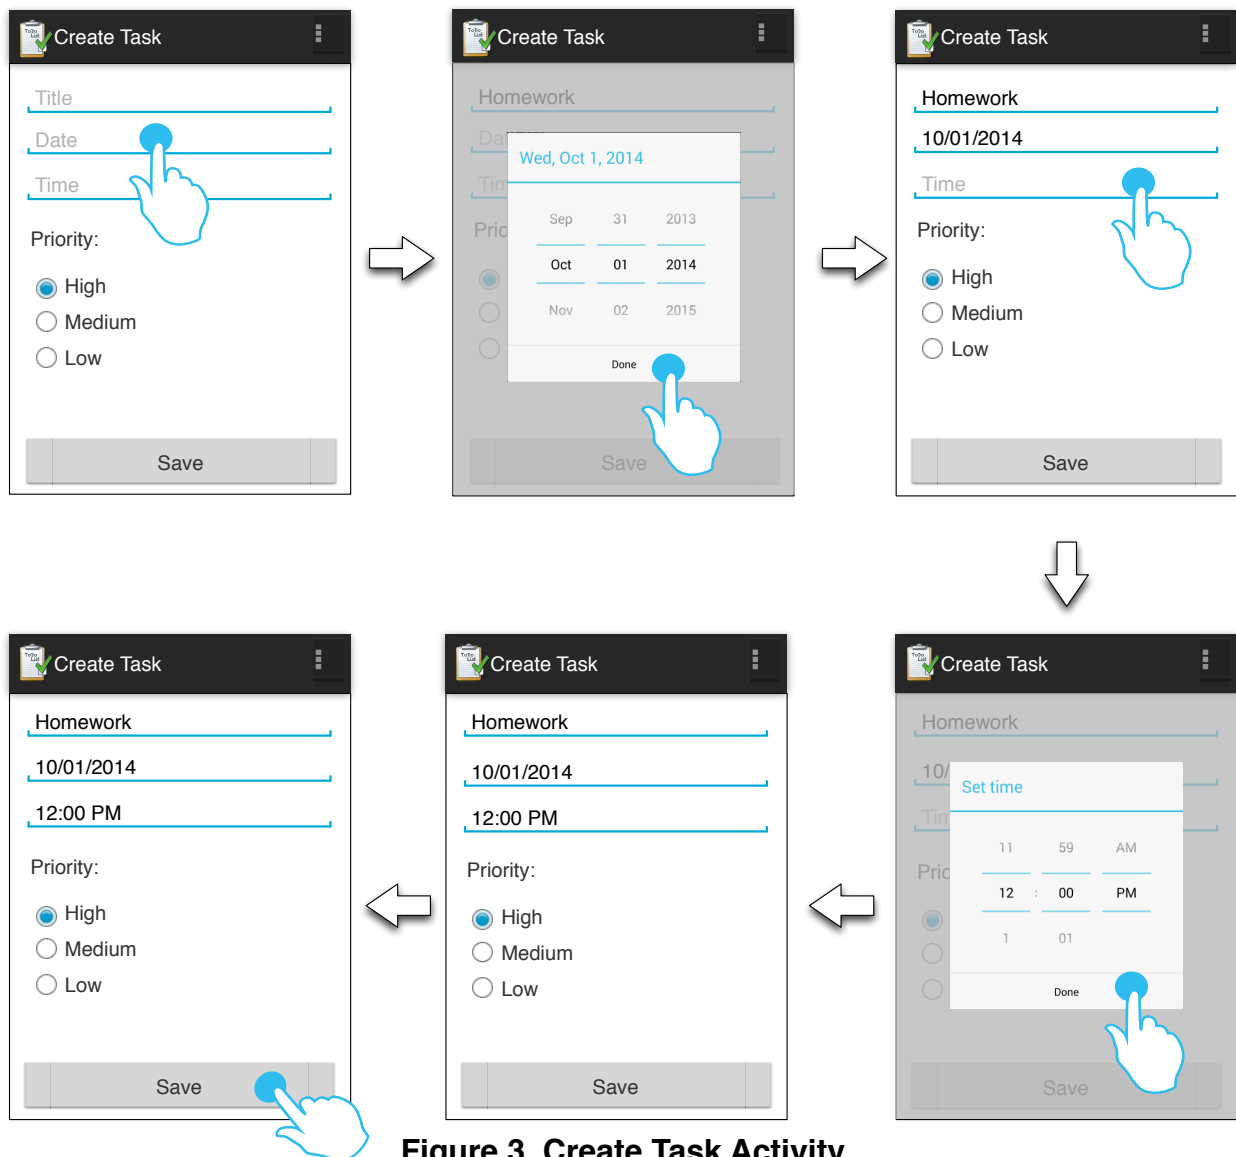 Create Task
Title
Date
Time
Priority:
High
Medium
Low
Save
Create Task
Homework
Wed, Oct 1, 2014
Sep 31 2013
Oct 01 2014
Nov 02 2015
Done
Save
Create Task
Homework
10/01/2014
Time
Priority:
High
Medium
Low
Save
Create Task
Homework
10/01/2014
12:00 PM
Priority:
High
Medium
Low
Save
Create Task
Homework
10/01/2014
12:00 PM
Priority:
High
Medium
Low
Save
Create Task
Homework
10/
Set time
11 59 AM
12 : 00 PM
1 01
Done
Save
Figure 3. Create Task Activity